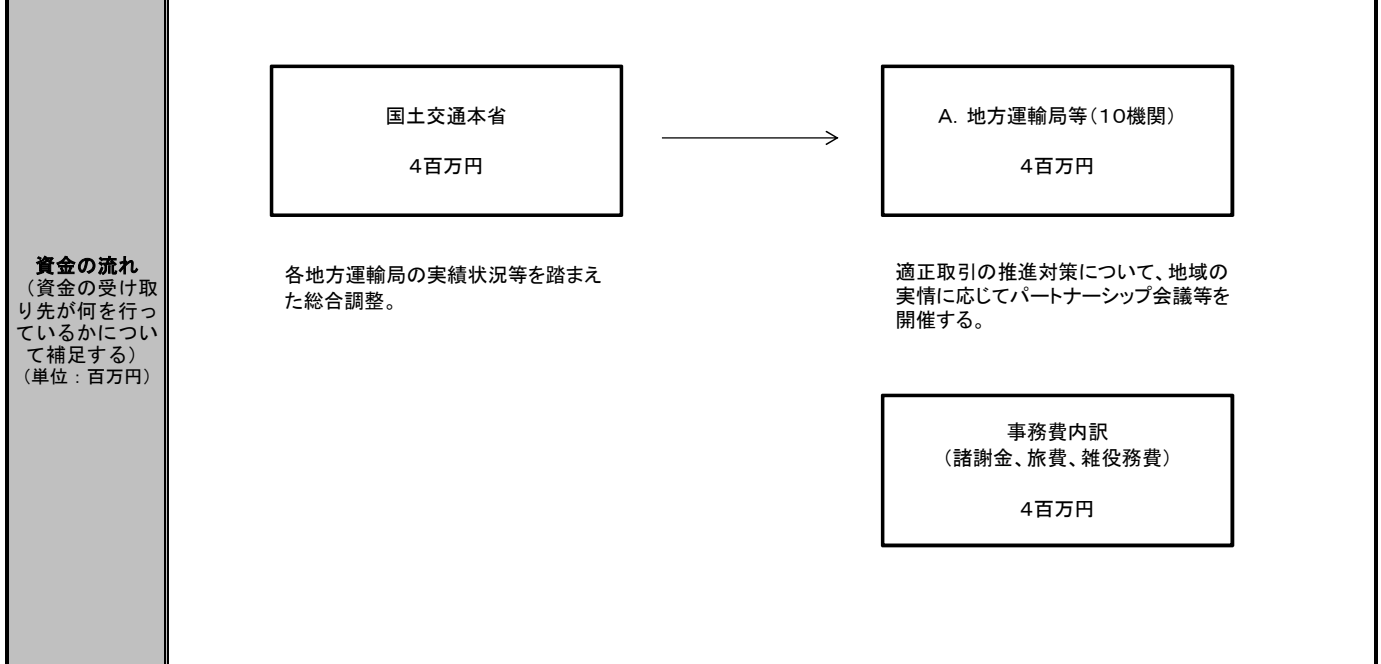 資金の流れ
（資金の受け取
り先が何を行っ
ているかについ
て補足する）
（単位：百万円）
国土交通本省
４百万円
各地方運輸局の実績状況等を踏まえ
た総合調整。
Ａ．地方運輸局等（１０機関）
４百万円
適正取引の推進対策について、地域の
実情に応じてパートナーシップ会議等を
開催する。
事務費内訳
（諸謝金、旅費、雑役務費）
４百万円